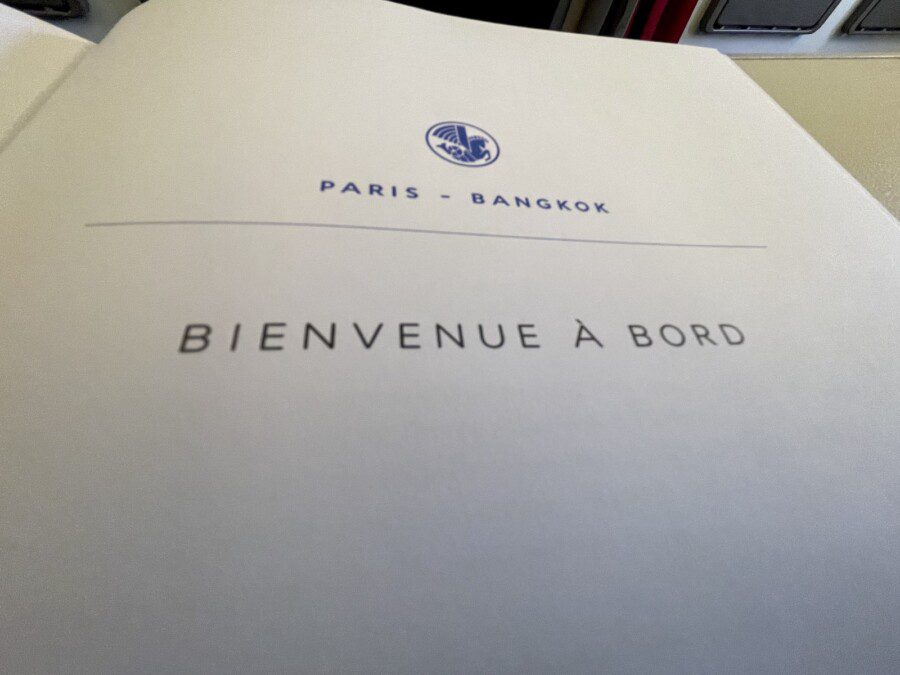 PARIS - BANGKOK
BIENVENUE À BORD